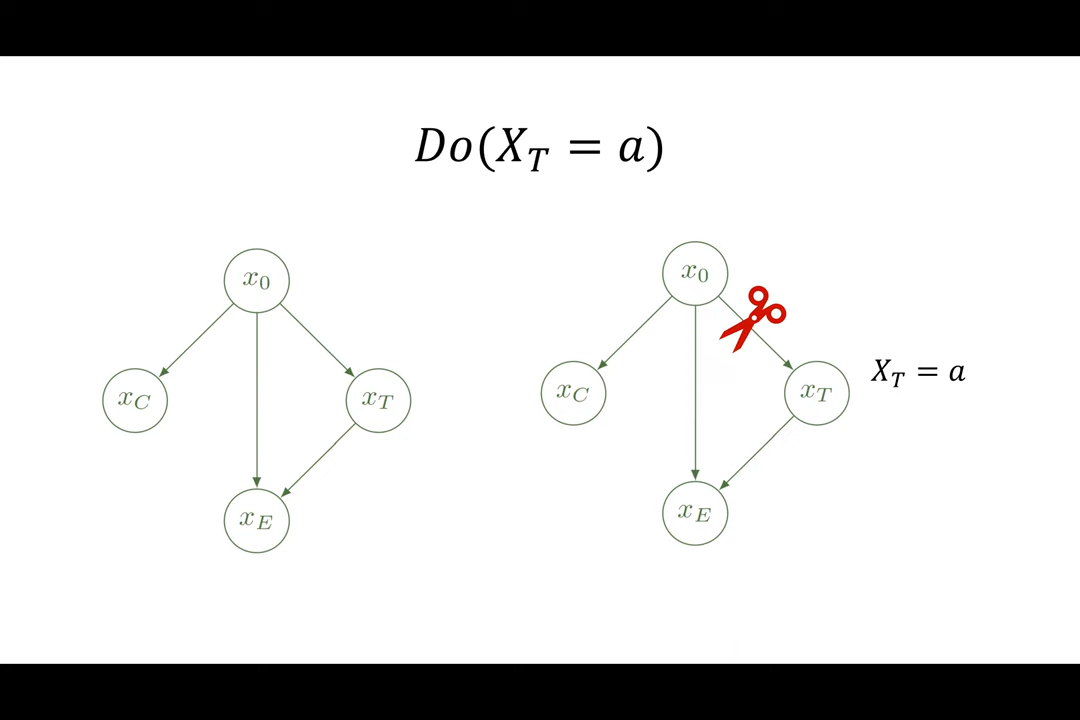 Do(X_T = a)
x_0
x_0
x_C
x_T
x_C
x_T
X_T = a
x_E
x_E